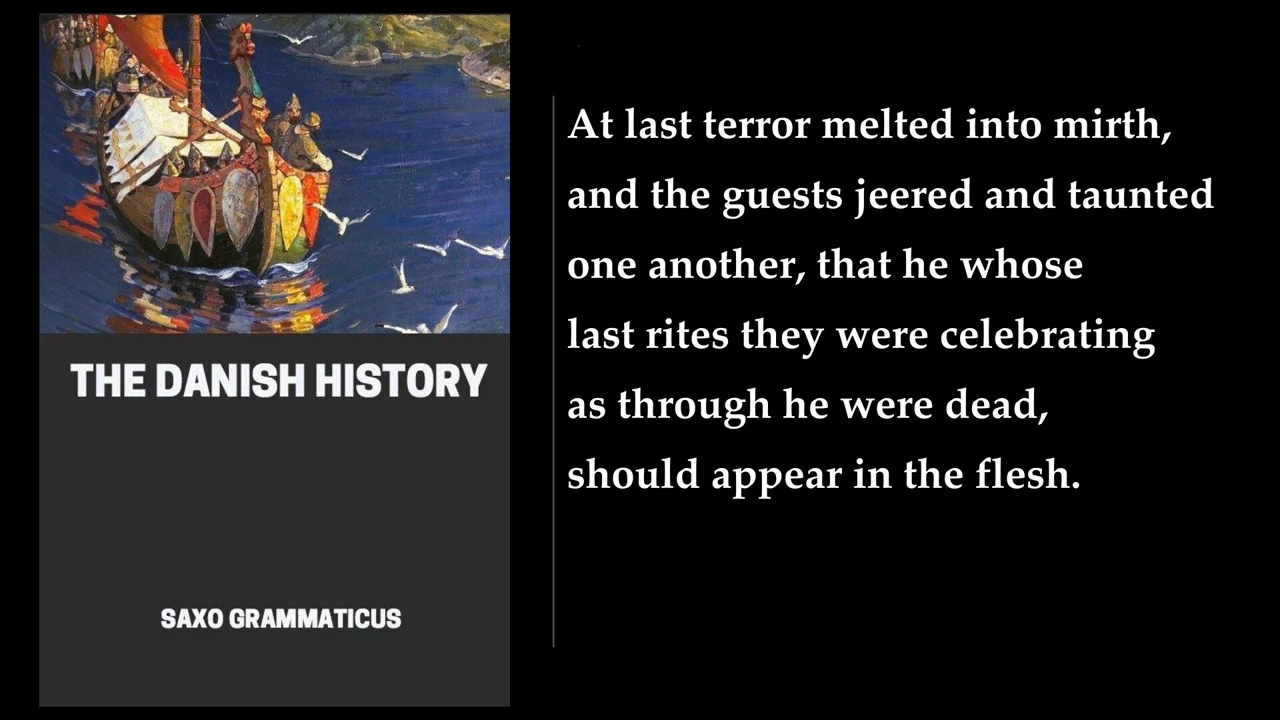 THE DANISH HISTORY
SAXO GRAMMATICUS
At last terror melted into mirth,
and the guests jeered and taunted
one another, that he whose
last rites they were celebrating
as through he were dead,
should appear in the flesh.